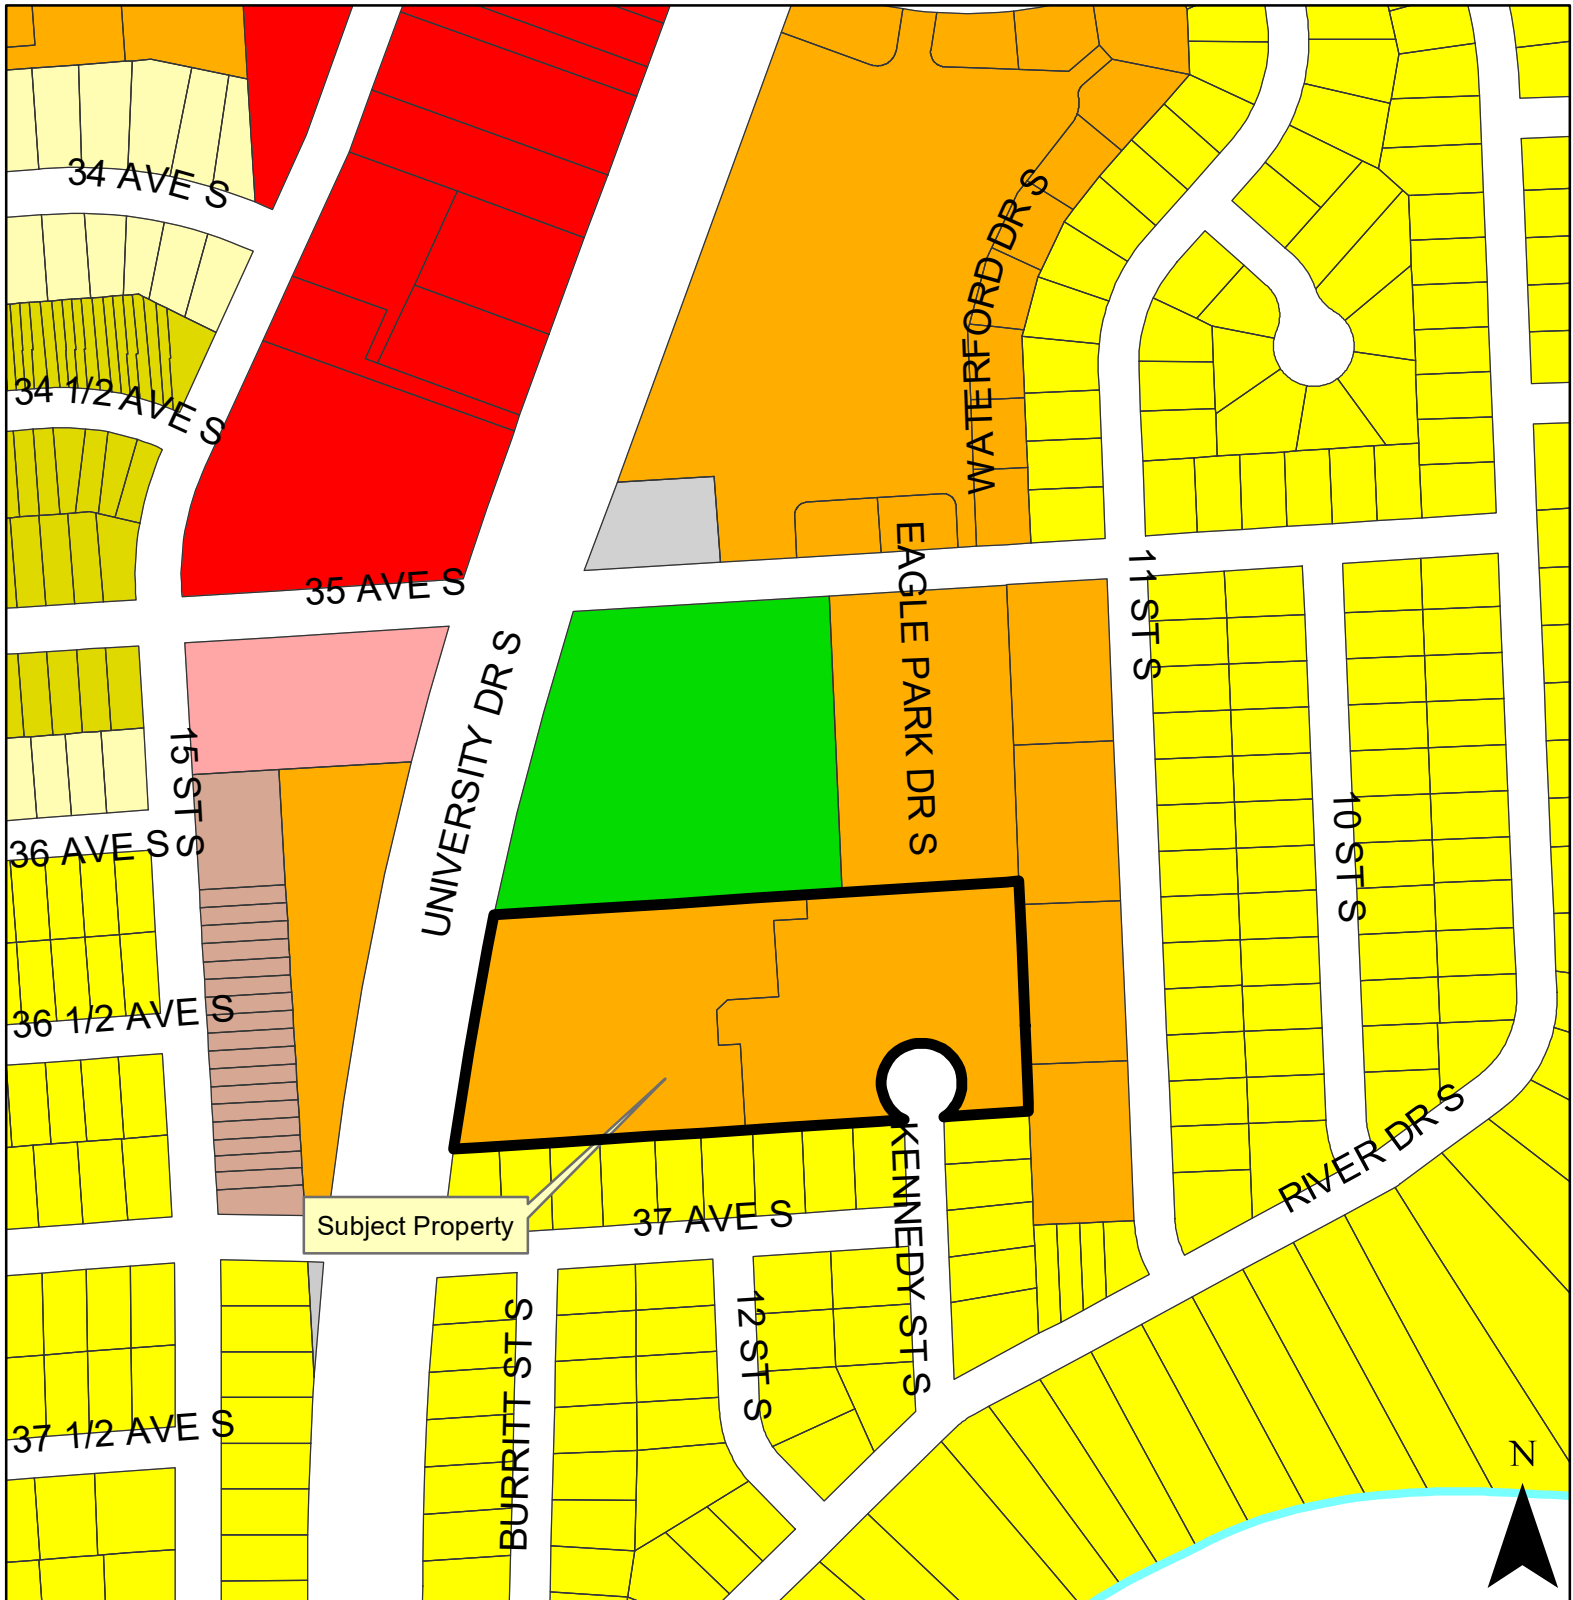 34 AVE S
WATERFORD DR S
34 1/2 AVE S
35 AVE S
EAGLE PARK DR S
11 ST S
UNIVERSITY DR S
15 ST S
10 ST S
36 AVE S
36 1/2 AVE S
RIVER DR S
KENNEDY ST S
Subject Property
37 AVE S
12 ST S
BURRITT ST S
37 1/2 AVE S
N